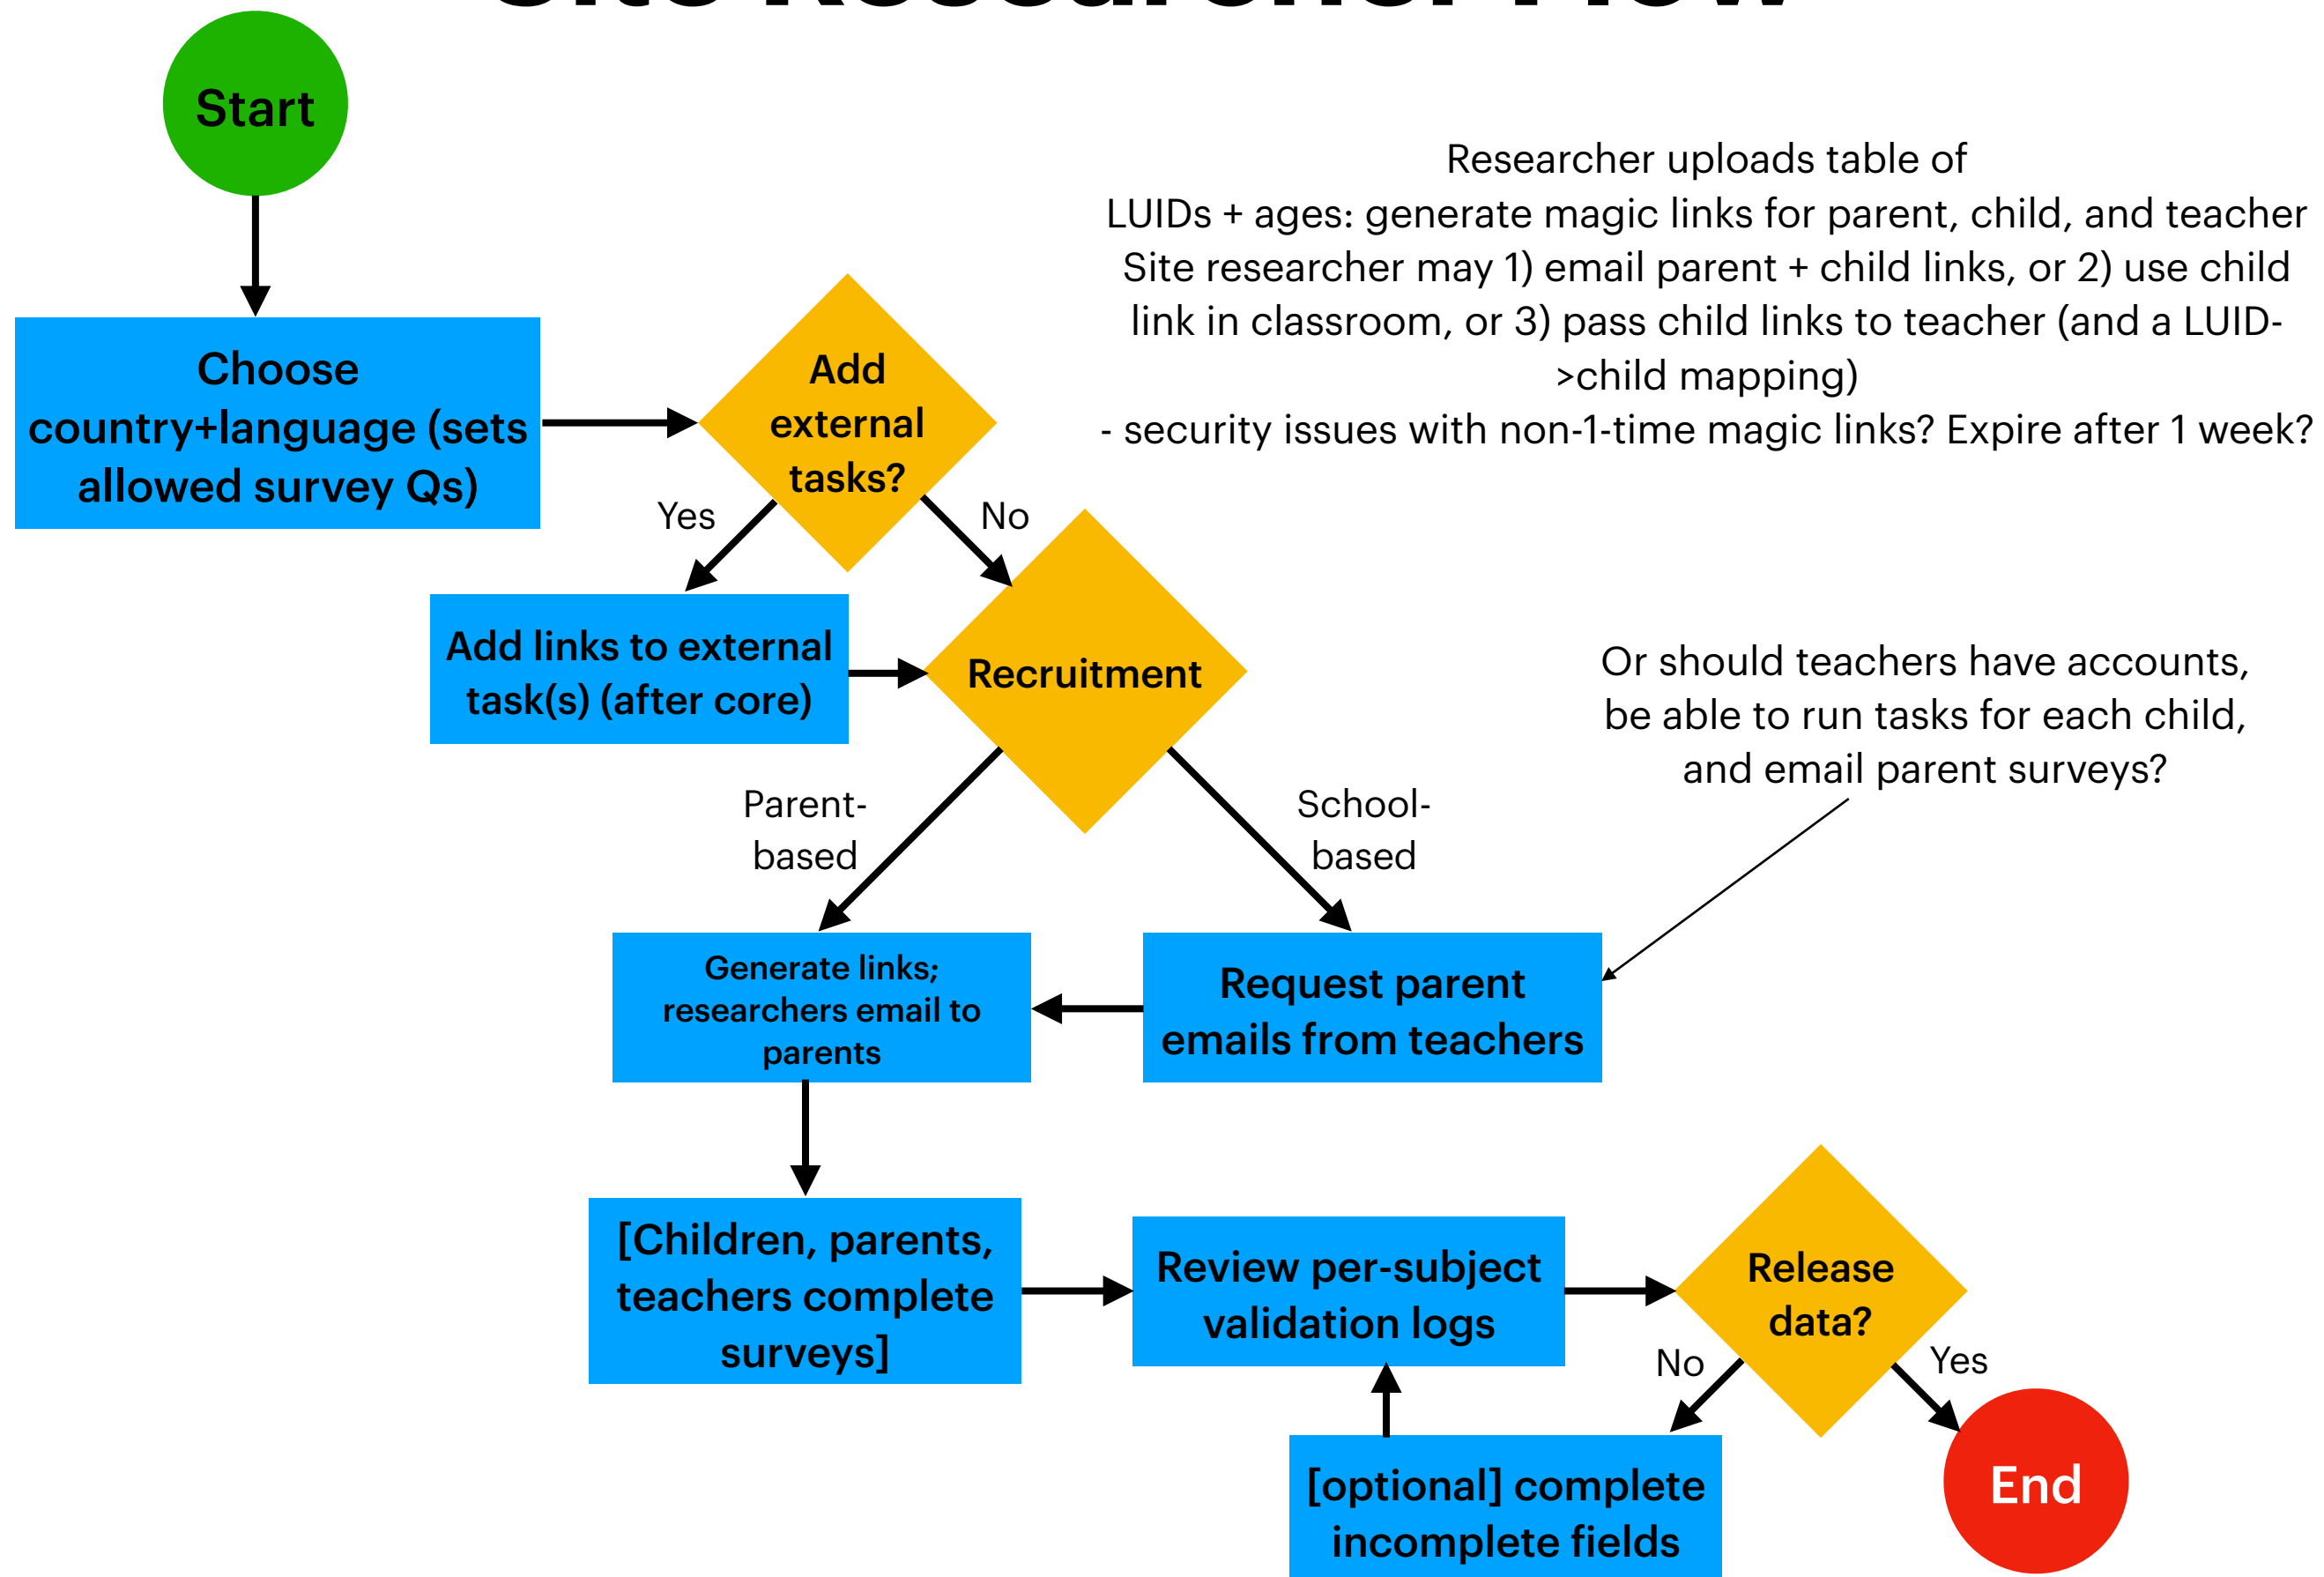 Site Researcher Flow
Start
Researcher uploads table of
LUIDs + ages: generate magic links for parent, child, and teacher
Site researcher may 1) email parent + child links, or 2) use child
link in classroom, or 3) pass child links to teacher (and a LUID-
>child mapping)
- security issues with non-1-time magic links? Expire after 1 week?
Choose
country+language (sets
allowed survey Qs)
Add
external
tasks?
Yes
No
Add links to external
task(s) (after core)
Recruitment
Or should teachers have accounts,
be able to run tasks for each child,
and email parent surveys?
Parent-
based
School-
based
Generate links;
researchers email to
parents
Request parent
emails from teachers
[Children, parents,
teachers complete
surveys]
Review per-subject
validation logs
Release
data?
No
Yes
[optional] complete
incomplete fields
End